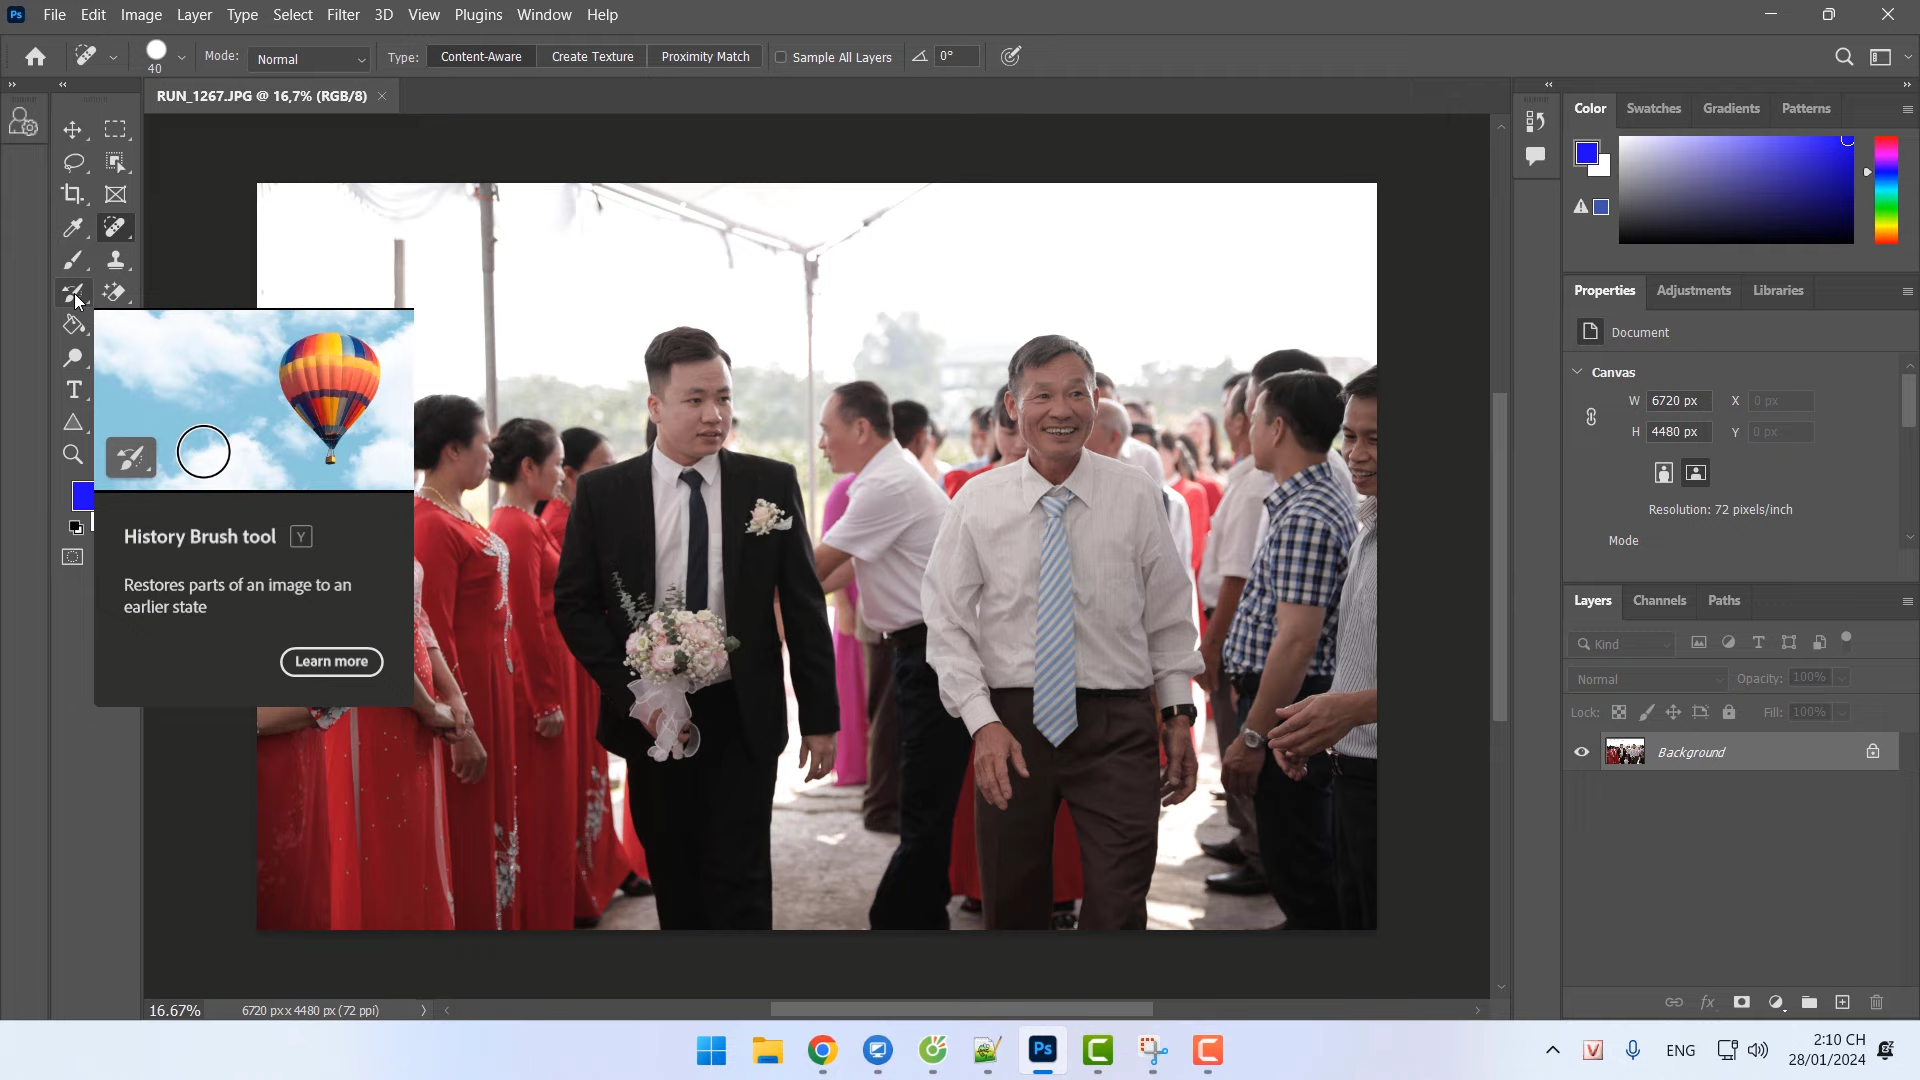 Ps File Edit Image Layer Type Select Filter 3D View Plugins Window Help
40 Mode: Normal Type: Content-Aware Create Texture Proximity Match Sample All Layers 0°
RUN_1267.JPG @ 16,7% (RGB/8)
Color Swatches Gradients Patterns
Properties Adjustments Libraries
Document
Canvas
W 6720 px X 0 px
H 4480 px Y 0 px
Resolution: 72 pixels/inch
Mode
T
History Brush tool Y
Restores parts of an image to an
earlier state
Learn more
Layers Channels Paths
Kind
Normal Opacity: 100%
Lock: Fill: 100%
Background
fx
16.67% 6720 px x 4480 px (72 ppi)
Ps
V
ENG
2:10 CH
28/01/2024